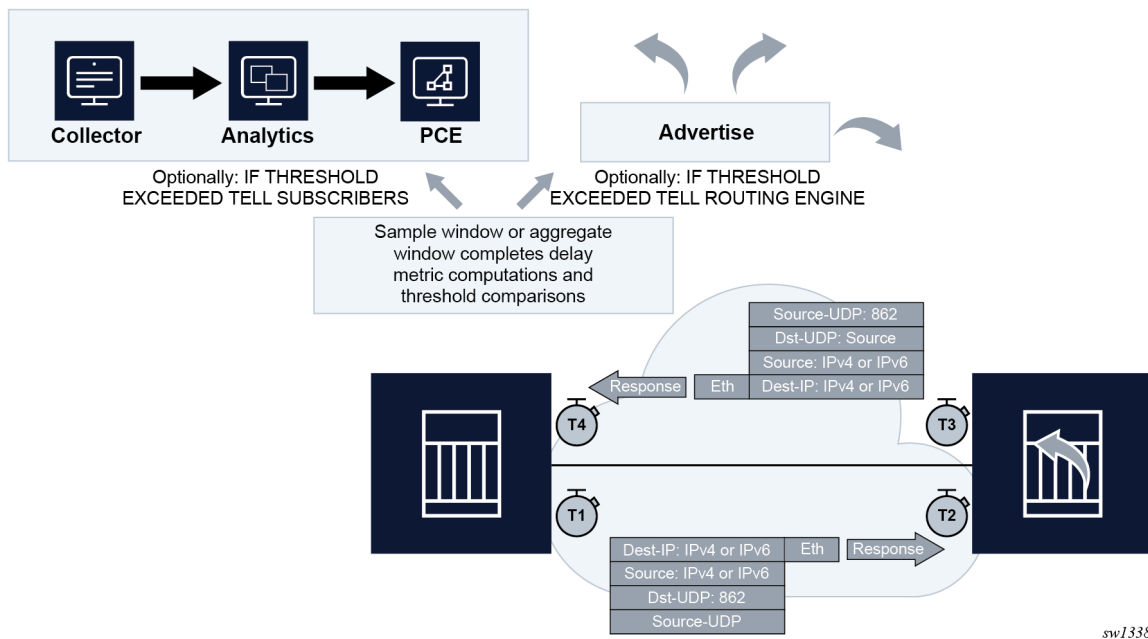 Collector
Analytics
PCE
Advertise
Optionally: IF THRESHOLD
EXCEEDED TELL SUBSCRIBERS
Optionally: IF THRESHOLD
EXCEEDED TELL ROUTING ENGINE
Sample window or aggregate
window completes delay
metric computations and
threshold comparisons
Source-UDP: 862
Dst-UDP: Source
Source: IPv4 or IPv6
Response
Eth
Dest-IP: IPv4 or IPv6
T4
T3
T1
T2
Dest-IP: IPv4 or IPv6
Eth
Response
Source: IPv4 or IPv6
Dst-UDP: 862
Source-UDP